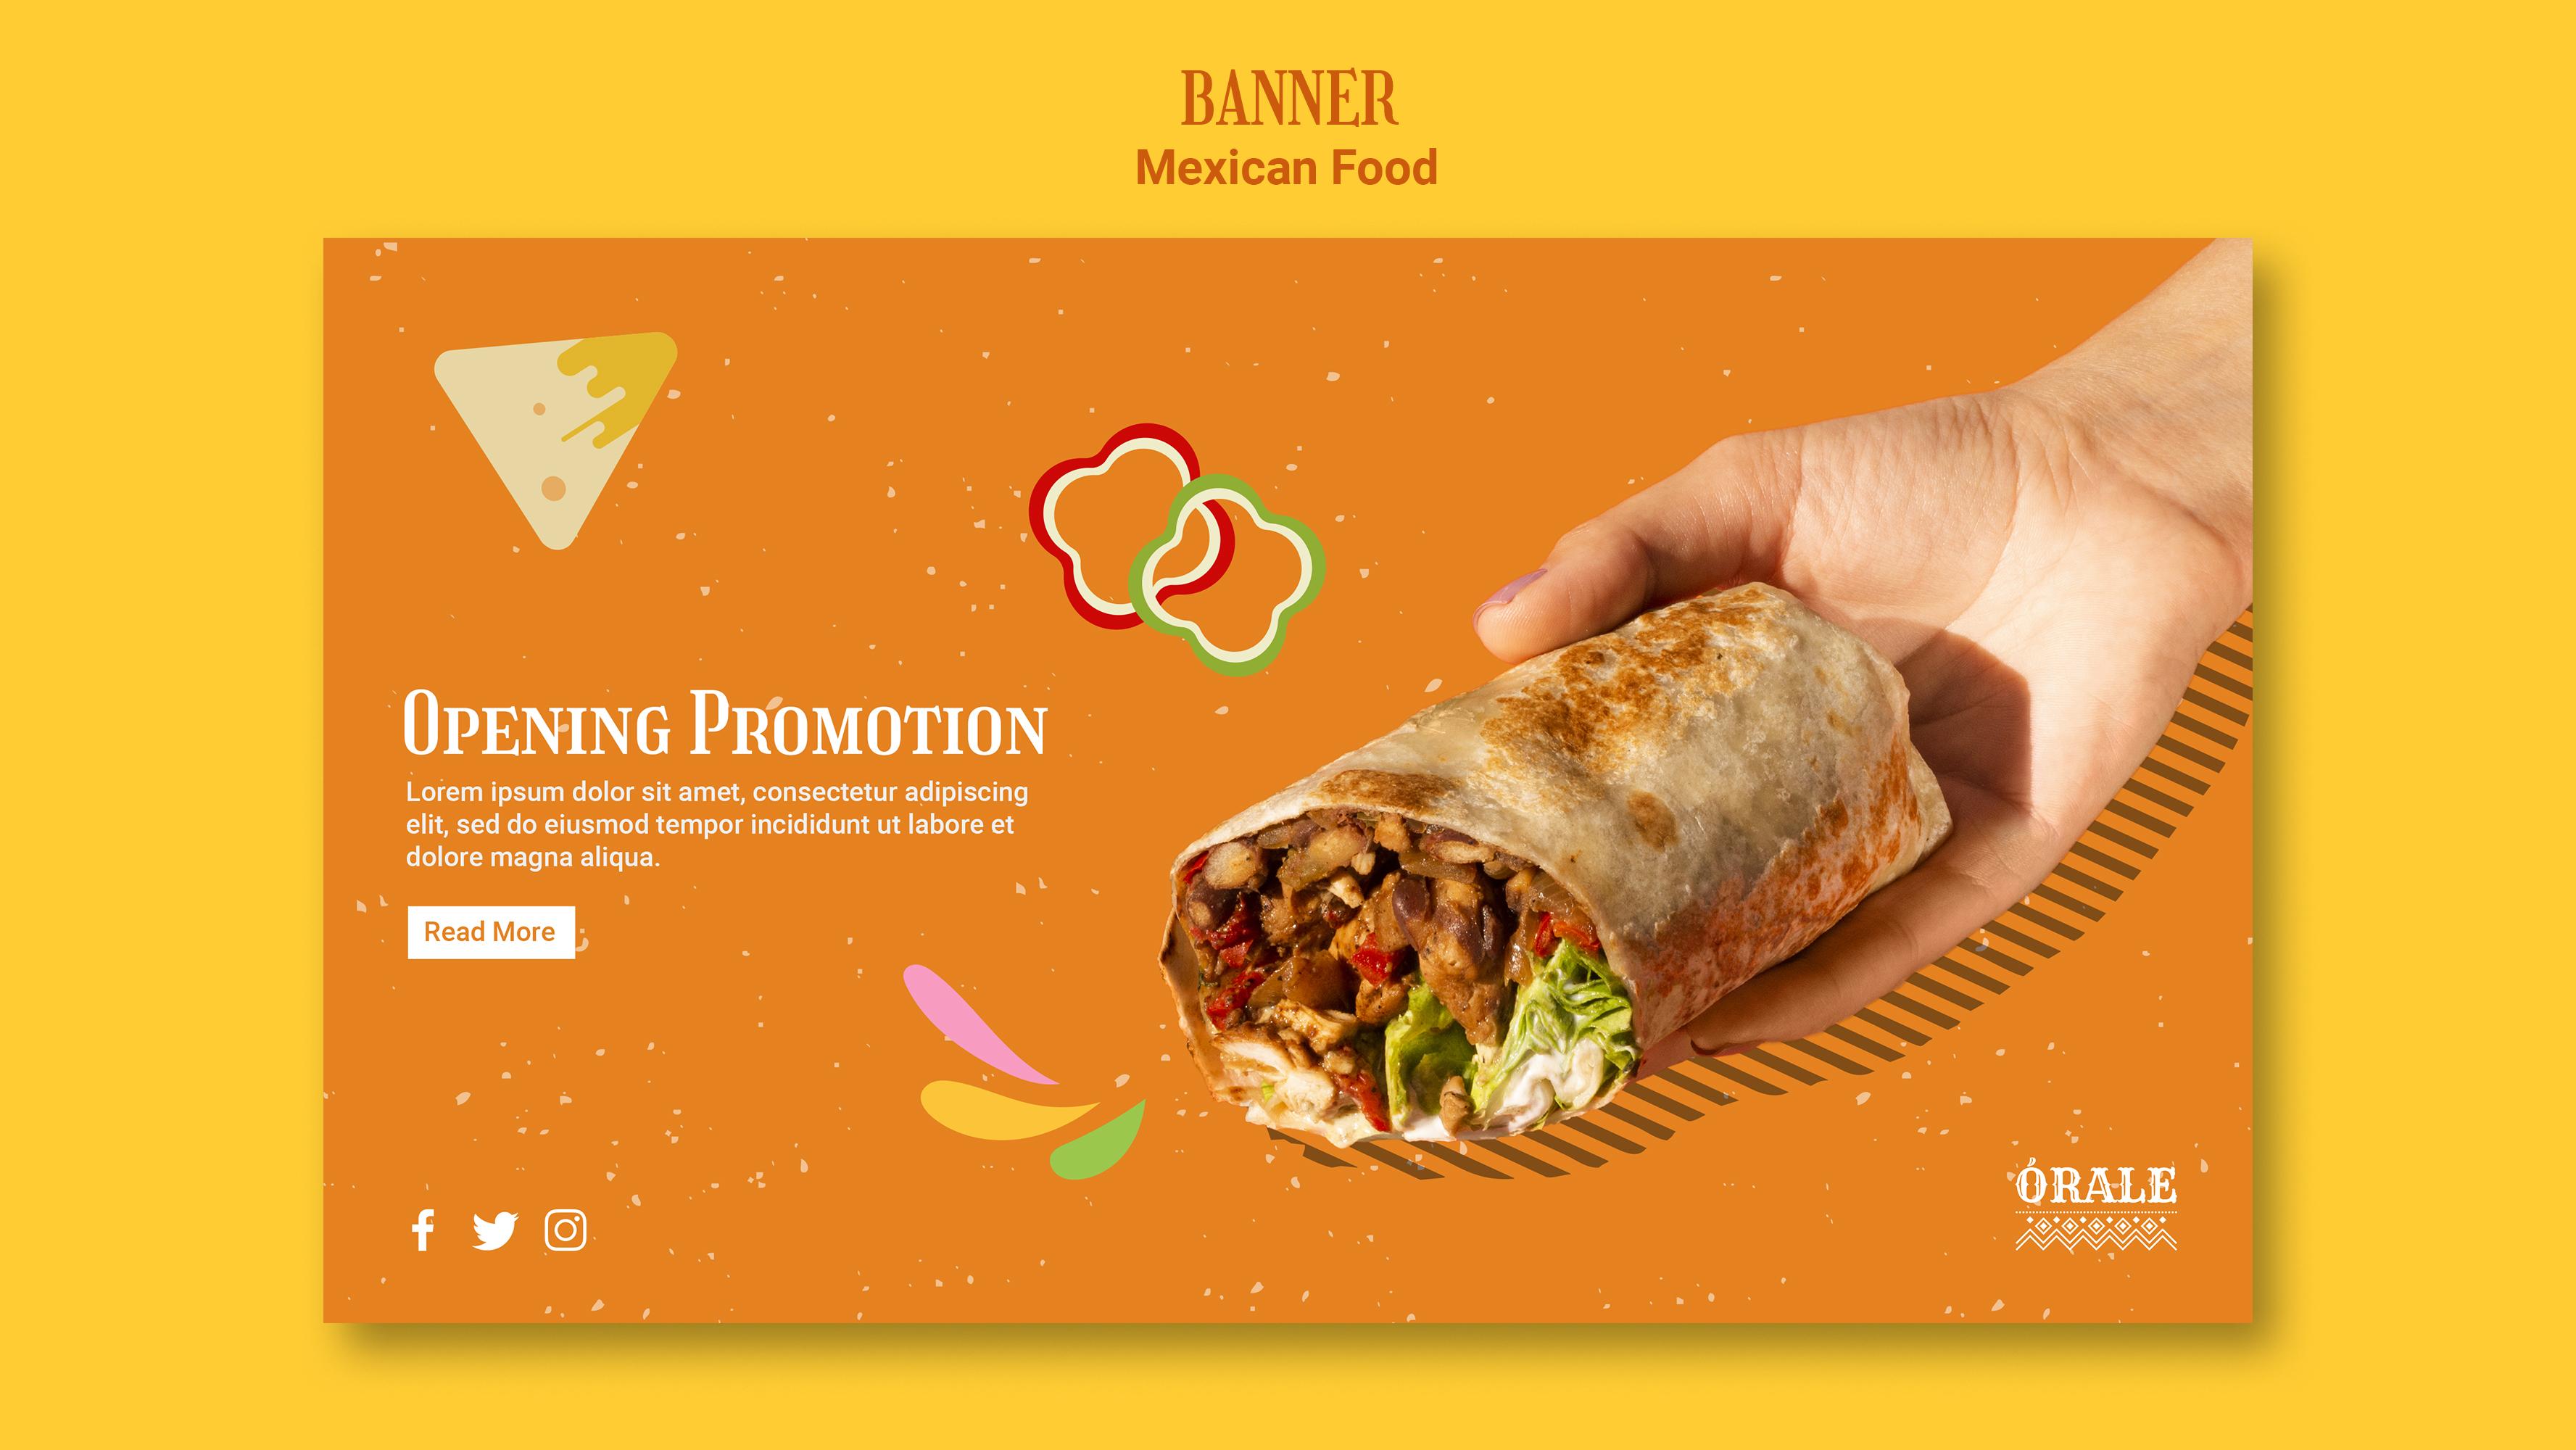 BANNER
Mexican Food
OPENING PROMOTION
Lorem ipsum dolor sit amet, consectetur adipiscing
elit, sed do eiusmod tempor incididunt ut labore et
dolore magna aliqua.
Read More
ÓRALE